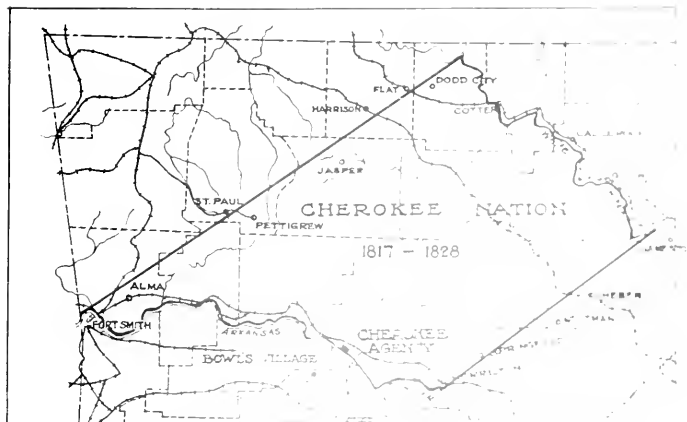 FLAT
DODD CITY
HARRISON
COTTER
JASPER
ST. PAUL
CHEROKEE NATION
PETTIGREW
1817 - 1828
ALMA
FORT SMITH
ARKANSAS
CHEROKEE
AGENCY
BOWL'S VILLAGE